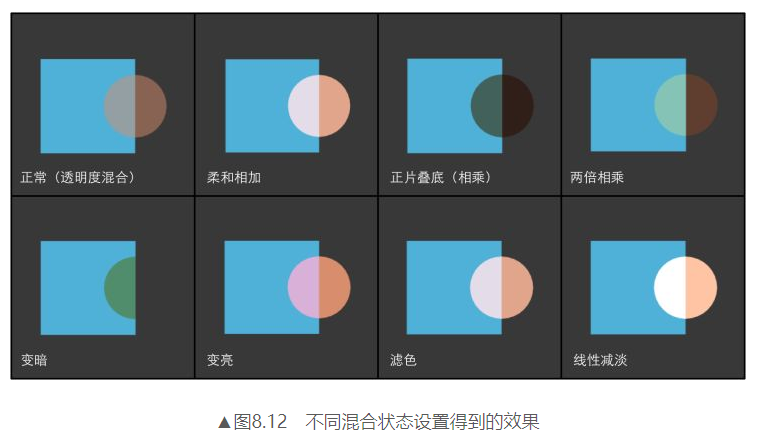 正常（透明度混合）
柔和相加
正片叠底（相乘）
两倍相乘
变暗
变亮
滤色
线性减淡
▲图8.12　不同混合状态设置得到的效果